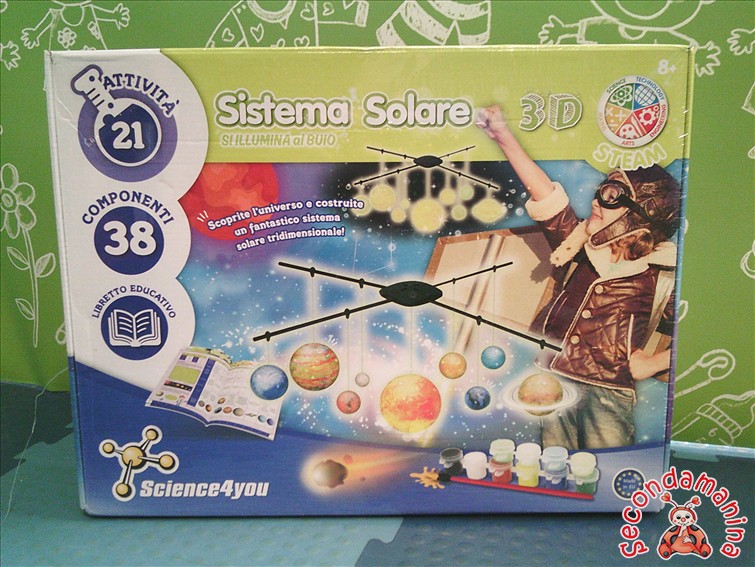 ATTIVITÀ
21
COMPONENTI
38
LIBRETTO EDUCATIVO
Sistema Solare 3D
SI ILLUMINA al BUIO
8+
SCIENCE
TECHNOLOGY
ENGINEERING
ARTS
STEAM
Scoprite l'universo e costruite
un fantastico sistema
solare tridimensionale!
Science4you
secondamanina